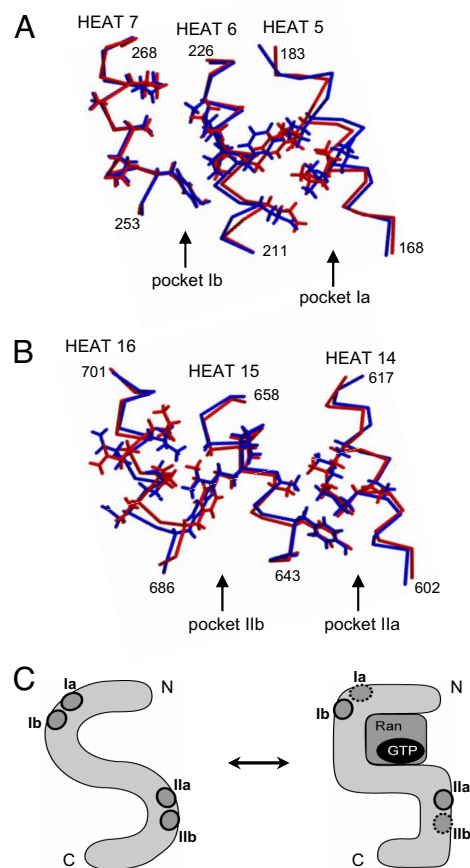 A
HEAT 7
HEAT 6
HEAT 5
268
226
183
253
211
168
pocket Ib
pocket Ia
B
HEAT 16
HEAT 15
HEAT 14
701
658
617
686
643
602
pocket IIb
pocket IIa
C
Ia
N
Ib
IIa
IIb
C
Ia
N
Ib
Ran
GTP
IIa
IIb
C